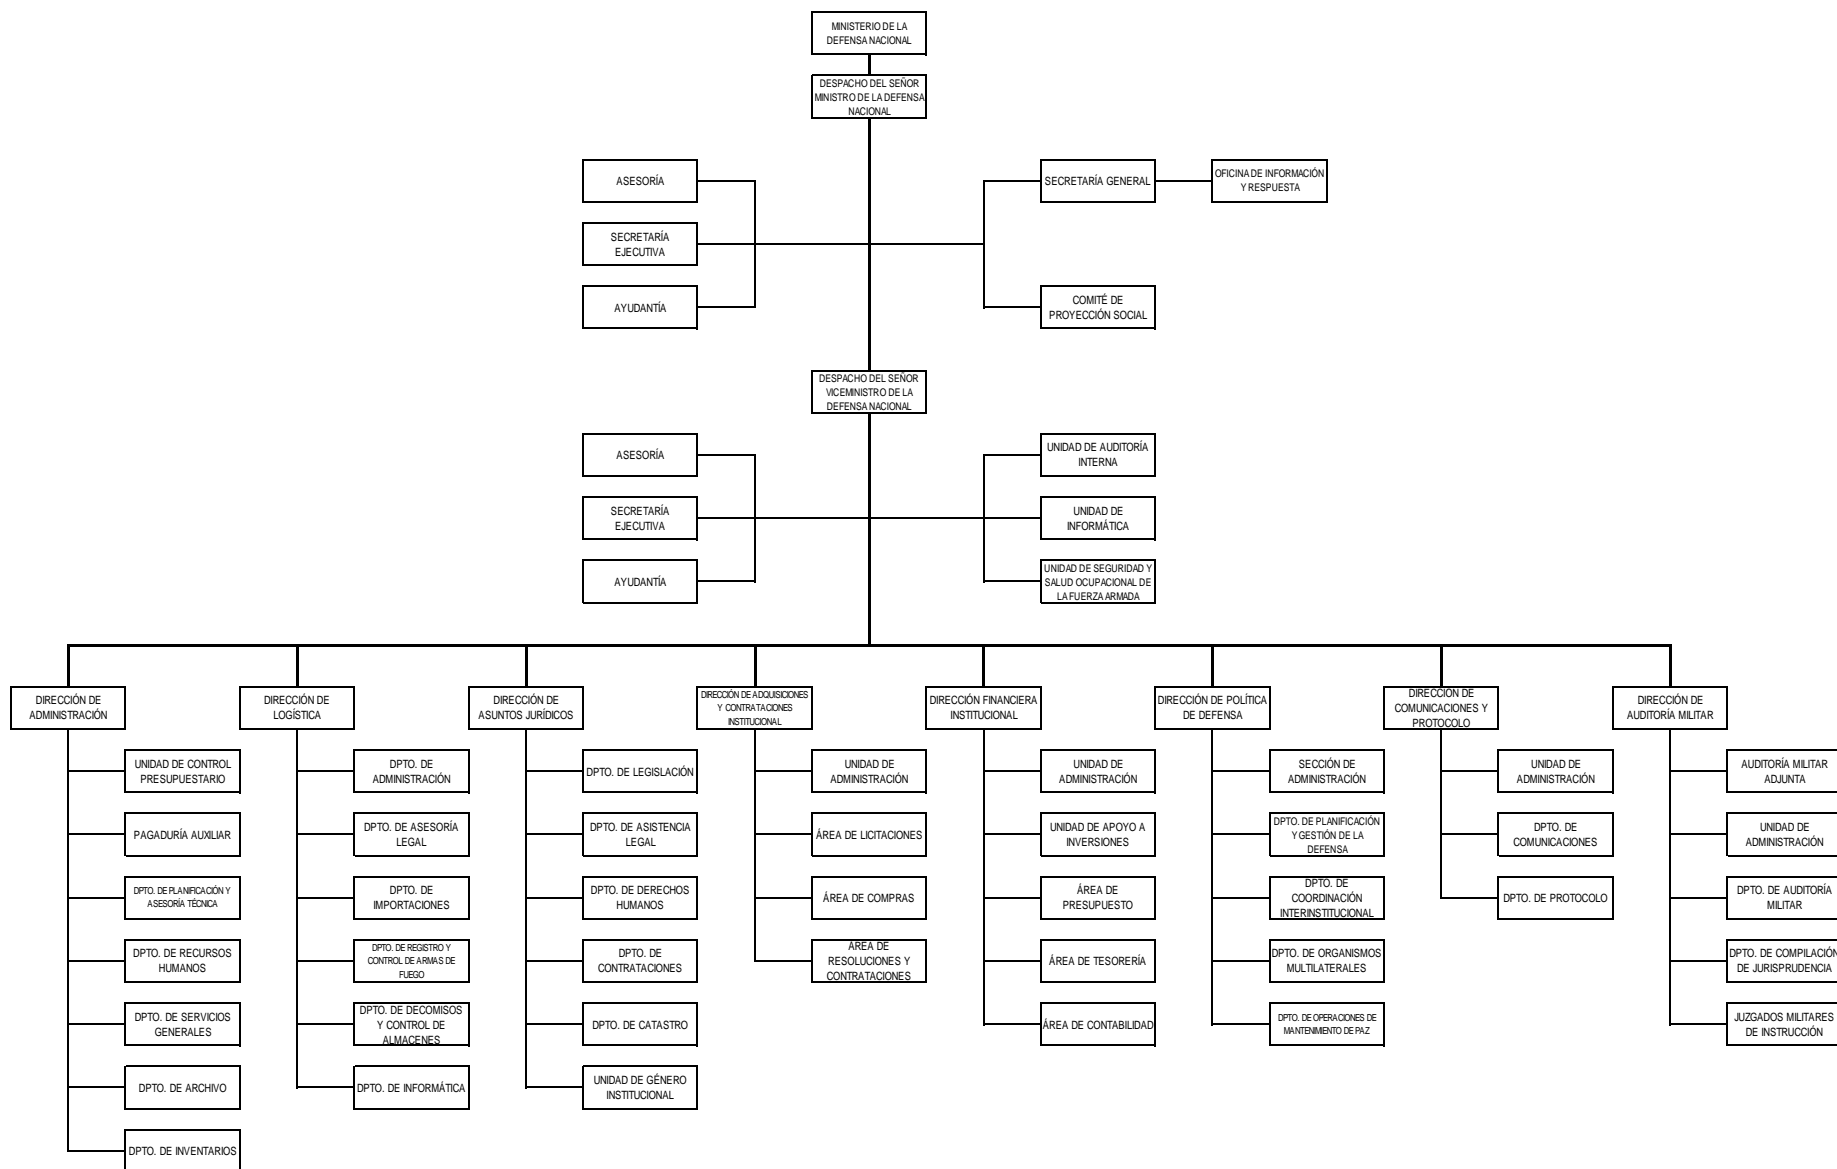 MINISTERIO DE LA
DEFENSA NACIONAL
DESPACHO DEL SEÑOR
MINISTRO DE LA DEFENSA
NACIONAL
ASESORÍA
SECRETARÍA
EJECUTIVA
AYUDANTÍA
SECRETARÍA GENERAL
OFICINA DE INFORMACIÓN
Y RESPUESTA
COMITÉ DE
PROYECCIÓN SOCIAL
DESPACHO DEL SEÑOR
VICEMINISTRO DE LA
DEFENSA NACIONAL
ASESORÍA
SECRETARÍA
EJECUTIVA
AYUDANTÍA
UNIDAD DE AUDITORÍA
INTERNA
UNIDAD DE
INFORMÁTICA
UNIDAD DE SEGURIDAD Y
SALUD OCUPACIONAL DE
LA FUERZA ARMADA
DIRECCIÓN DE
ADMINISTRACIÓN
UNIDAD DE CONTROL
PRESUPUESTARIO
PAGADURÍA AUXILIAR
DPTO. DE PLANIFICACIÓN Y
ASESORÍA TÉCNICA
DPTO. DE RECURSOS
HUMANOS
DPTO. DE SERVICIOS
GENERALES
DPTO. DE ARCHIVO
DPTO. DE INVENTARIOS
DIRECCIÓN DE
LOGÍSTICA
DPTO. DE
ADMINISTRACIÓN
DPTO. DE ASESORÍA
LEGAL
DPTO. DE
IMPORTACIONES
DPTO. DE REGISTRO Y
CONTROL DE ARMAS DE
FUEGO
DPTO. DE DECOMISOS
Y CONTROL DE
ALMACENES
DPTO. DE INFORMÁTICA
DIRECCIÓN DE
ASUNTOS JURÍDICOS
DPTO. DE LEGISLACIÓN
DPTO. DE ASISTENCIA
LEGAL
DPTO. DE DERECHOS
HUMANOS
DPTO. DE
CONTRATACIONES
DPTO. DE CATASTRO
UNIDAD DE GÉNERO
INSTITUCIONAL
DIRECCIÓN DE ADQUISICIONES
Y CONTRATACIONES
INSTITUCIONAL
UNIDAD DE
ADMINISTRACIÓN
ÁREA DE LICITACIONES
ÁREA DE COMPRAS
ÁREA DE
RESOLUCIONES Y
CONTRATACIONES
DIRECCIÓN FINANCIERA
INSTITUCIONAL
UNIDAD DE
ADMINISTRACIÓN
UNIDAD DE APOYO A
INVERSIONES
ÁREA DE
PRESUPUESTO
ÁREA DE TESORERÍA
ÁREA DE CONTABILIDAD
DIRECCIÓN DE POLÍTICA
DE DEFENSA
SECCIÓN DE
ADMINISTRACIÓN
DPTO. DE PLANIFICACIÓN
Y GESTIÓN DE LA
DEFENSA
DPTO. DE
COORDINACIÓN
INTERINSTITUCIONAL
DPTO. DE ORGANISMOS
MULTILATERALES
DPTO. DE OPERACIONES DE
MANTENIMIENTO DE PAZ
DIRECCIÓN DE
COMUNICACIONES Y
PROTOCOLO
UNIDAD DE
ADMINISTRACIÓN
DPTO. DE
COMUNICACIONES
DPTO. DE PROTOCOLO
DIRECCIÓN DE
AUDITORÍA MILITAR
AUDITORÍA MILITAR
ADJUNTA
UNIDAD DE
ADMINISTRACIÓN
DPTO. DE AUDITORÍA
MILITAR
DPTO. DE COMPILACIÓN
DE JURISPRUDENCIA
JUZGADOS MILITARES
DE INSTRUCCIÓN